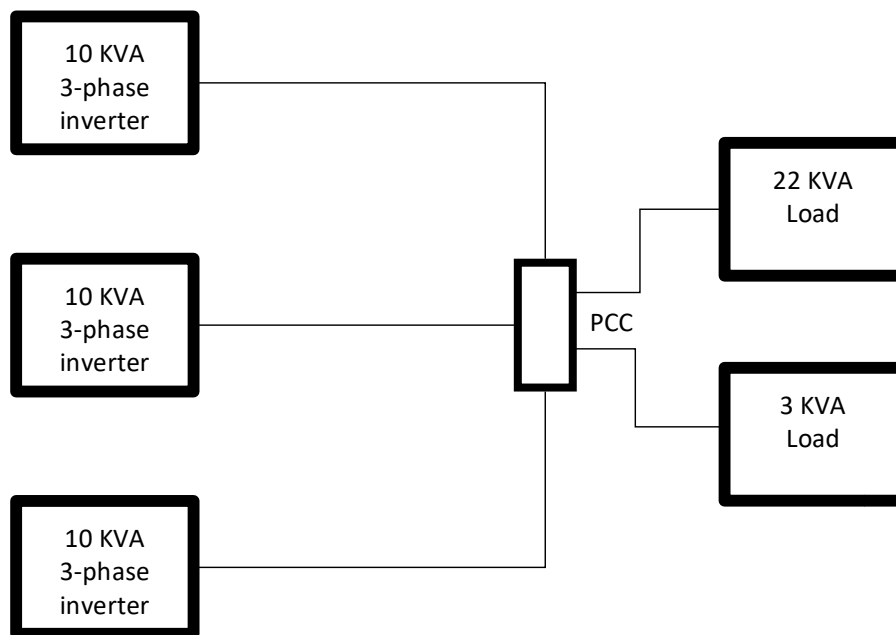 10 KVA
3-phase
inverter
22 KVA
Load
10 KVA
3-phase
inverter
PCC
3 KVA
Load
10 KVA
3-phase
inverter